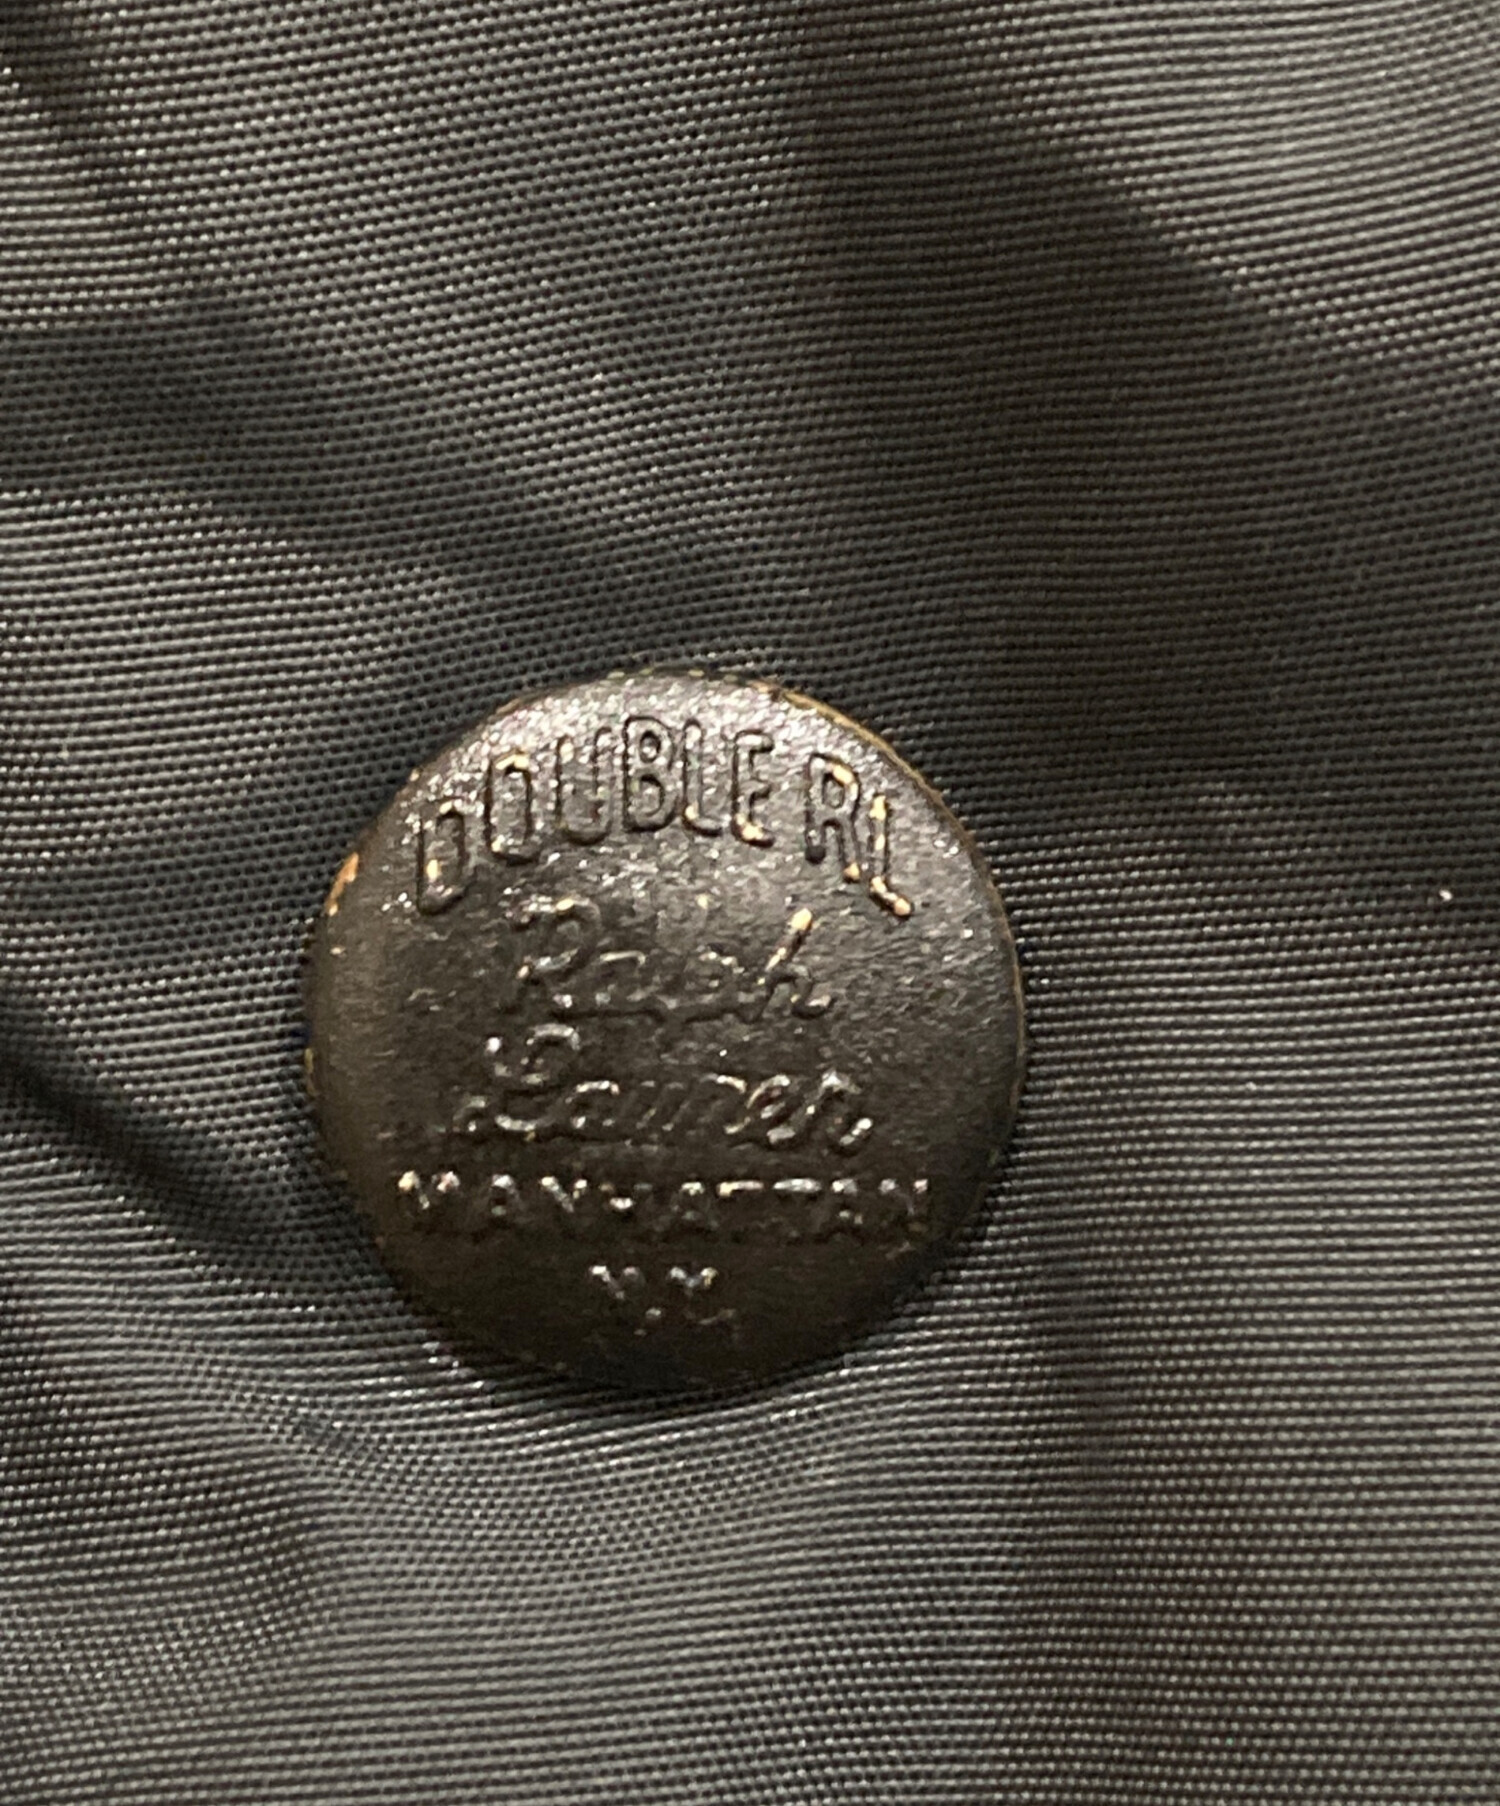 DOUBLE RL
Ralph
Lauren
MANHATTAN
N.Y.